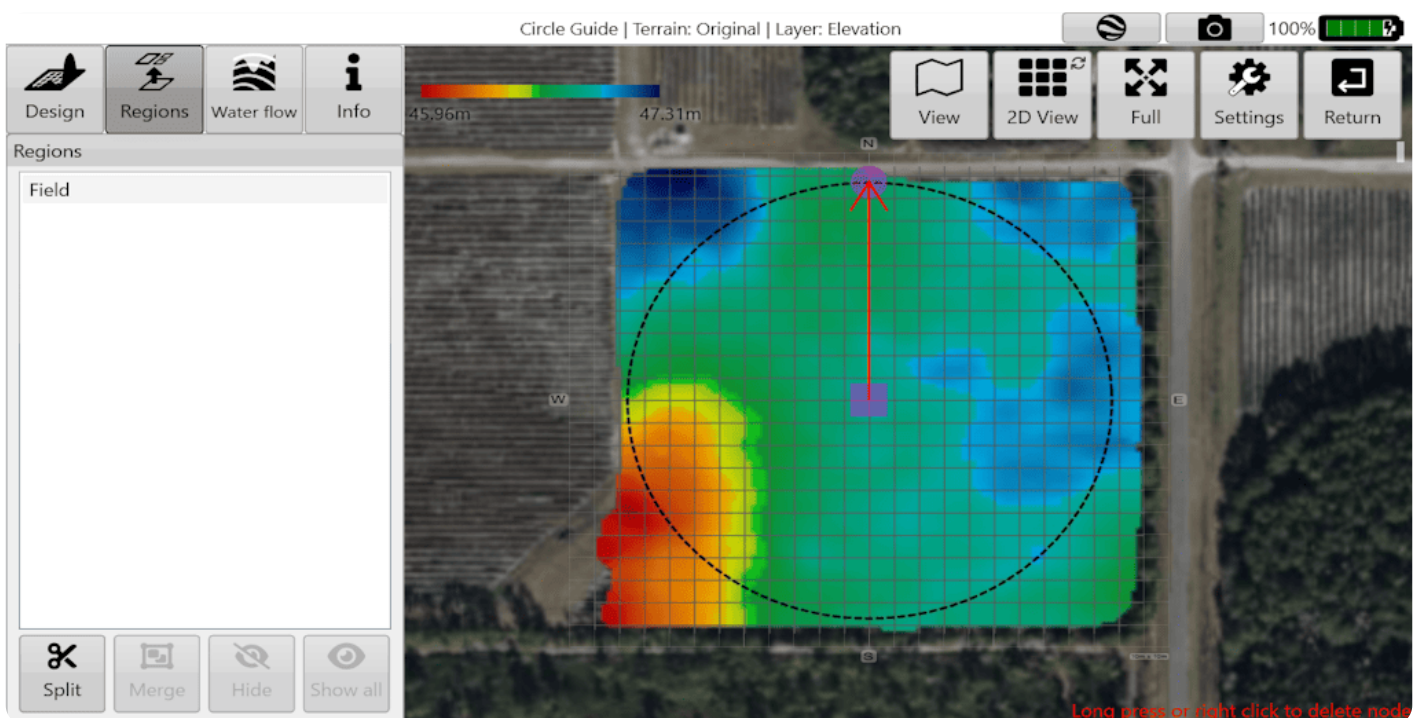 Circle Guide | Terrain: Original | Layer: Elevation
100%
Design
Regions
Water flow
Info
45.96m
47.31m
View
2D View
Full
Settings
Return
Regions
Field
N
W
E
S
Split
Merge
Hide
Show all
Long press or right click to delete node